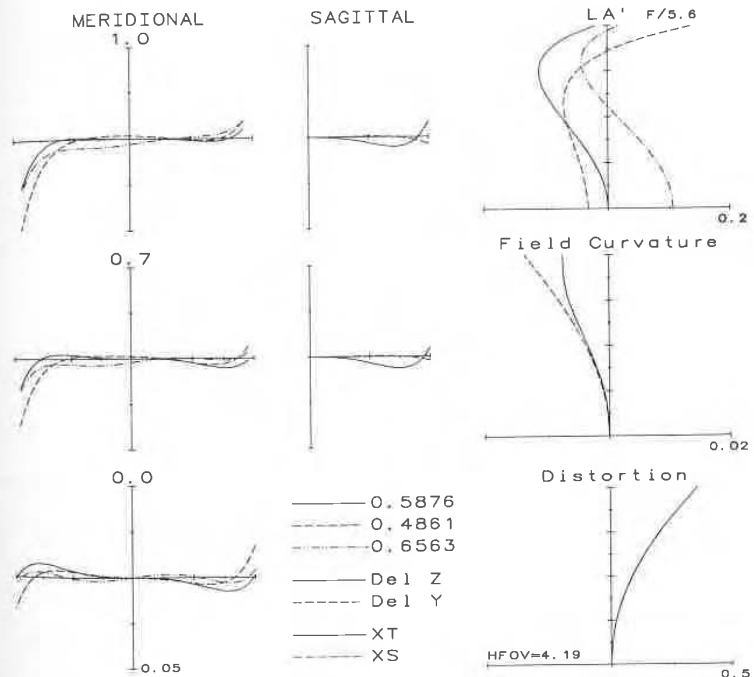 MERIDIONAL
SAGITTAL
LA' F/5.6
1.0
0.2
0.7
Field Curvature
0.02
0.0
Distortion
0.5876
0.4861
0.6563
Del Z
Del Y
XT
XS
0.05
HFOV=4.19
0.5